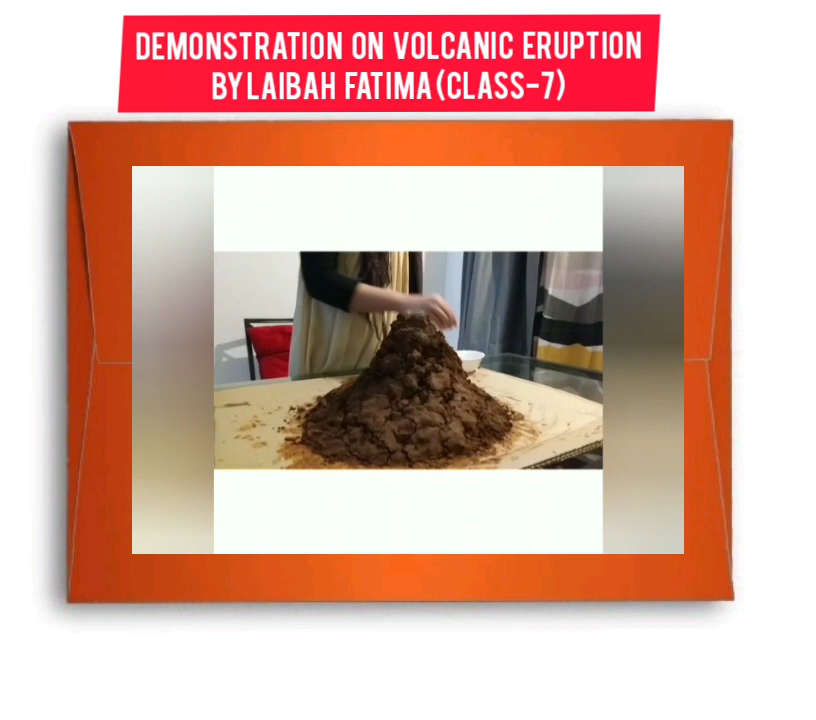 DEMONSTRATION ON VOLCANIC ERUPTION
BY LAIBAH FATIMA (CLASS-7)